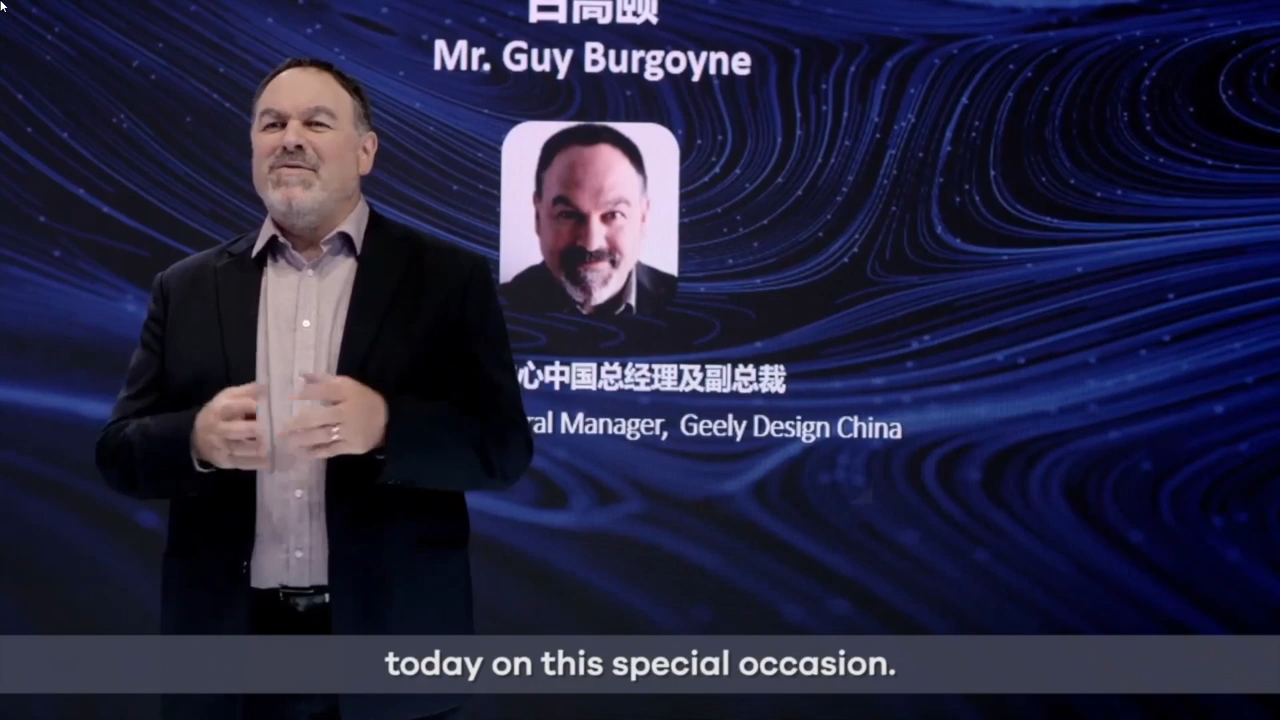 Mr. Guy Burgoyne
心中国总经理及副总裁
ral Manager, Geely Design China
today on this special occasion.